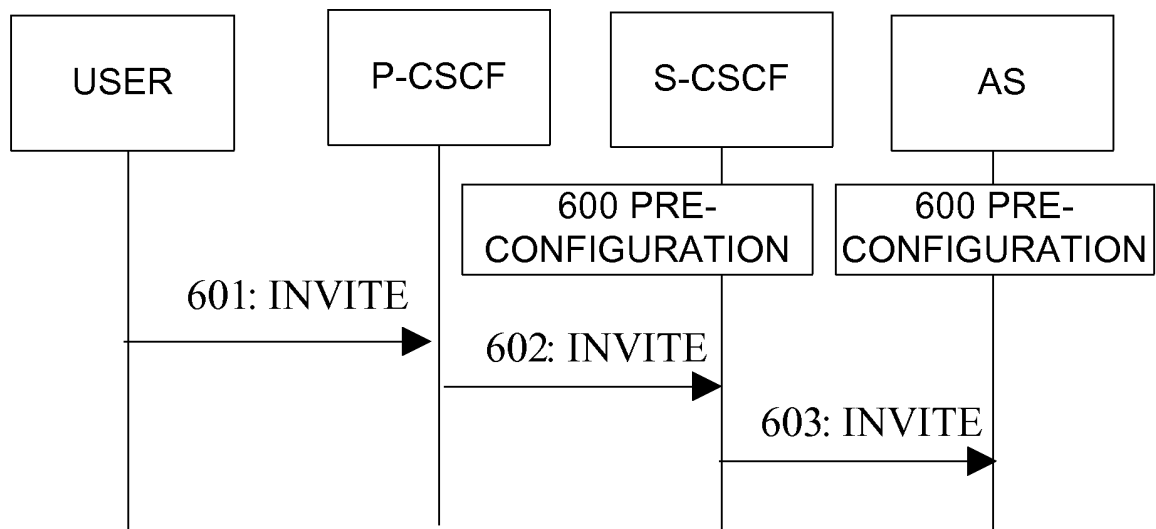 USER
P-CSCF
S-CSCF
AS
600 PRE-
CONFIGURATION
600 PRE-
CONFIGURATION
601: INVITE
602: INVITE
603: INVITE